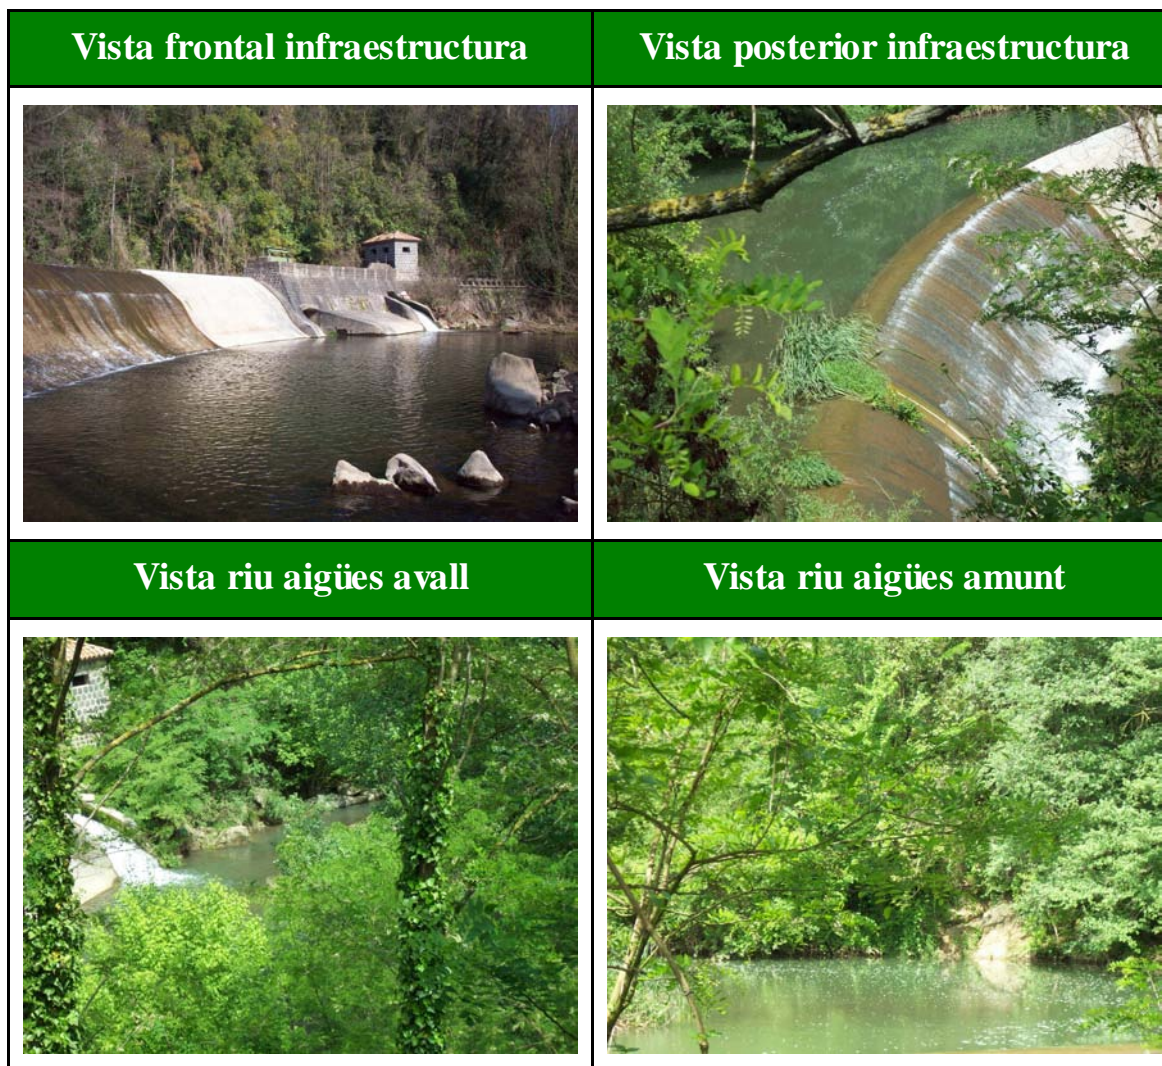 Vista frontal infraestructura
Vista posterior infraestructura
Vista riu aigües avall
Vista riu aigües amunt